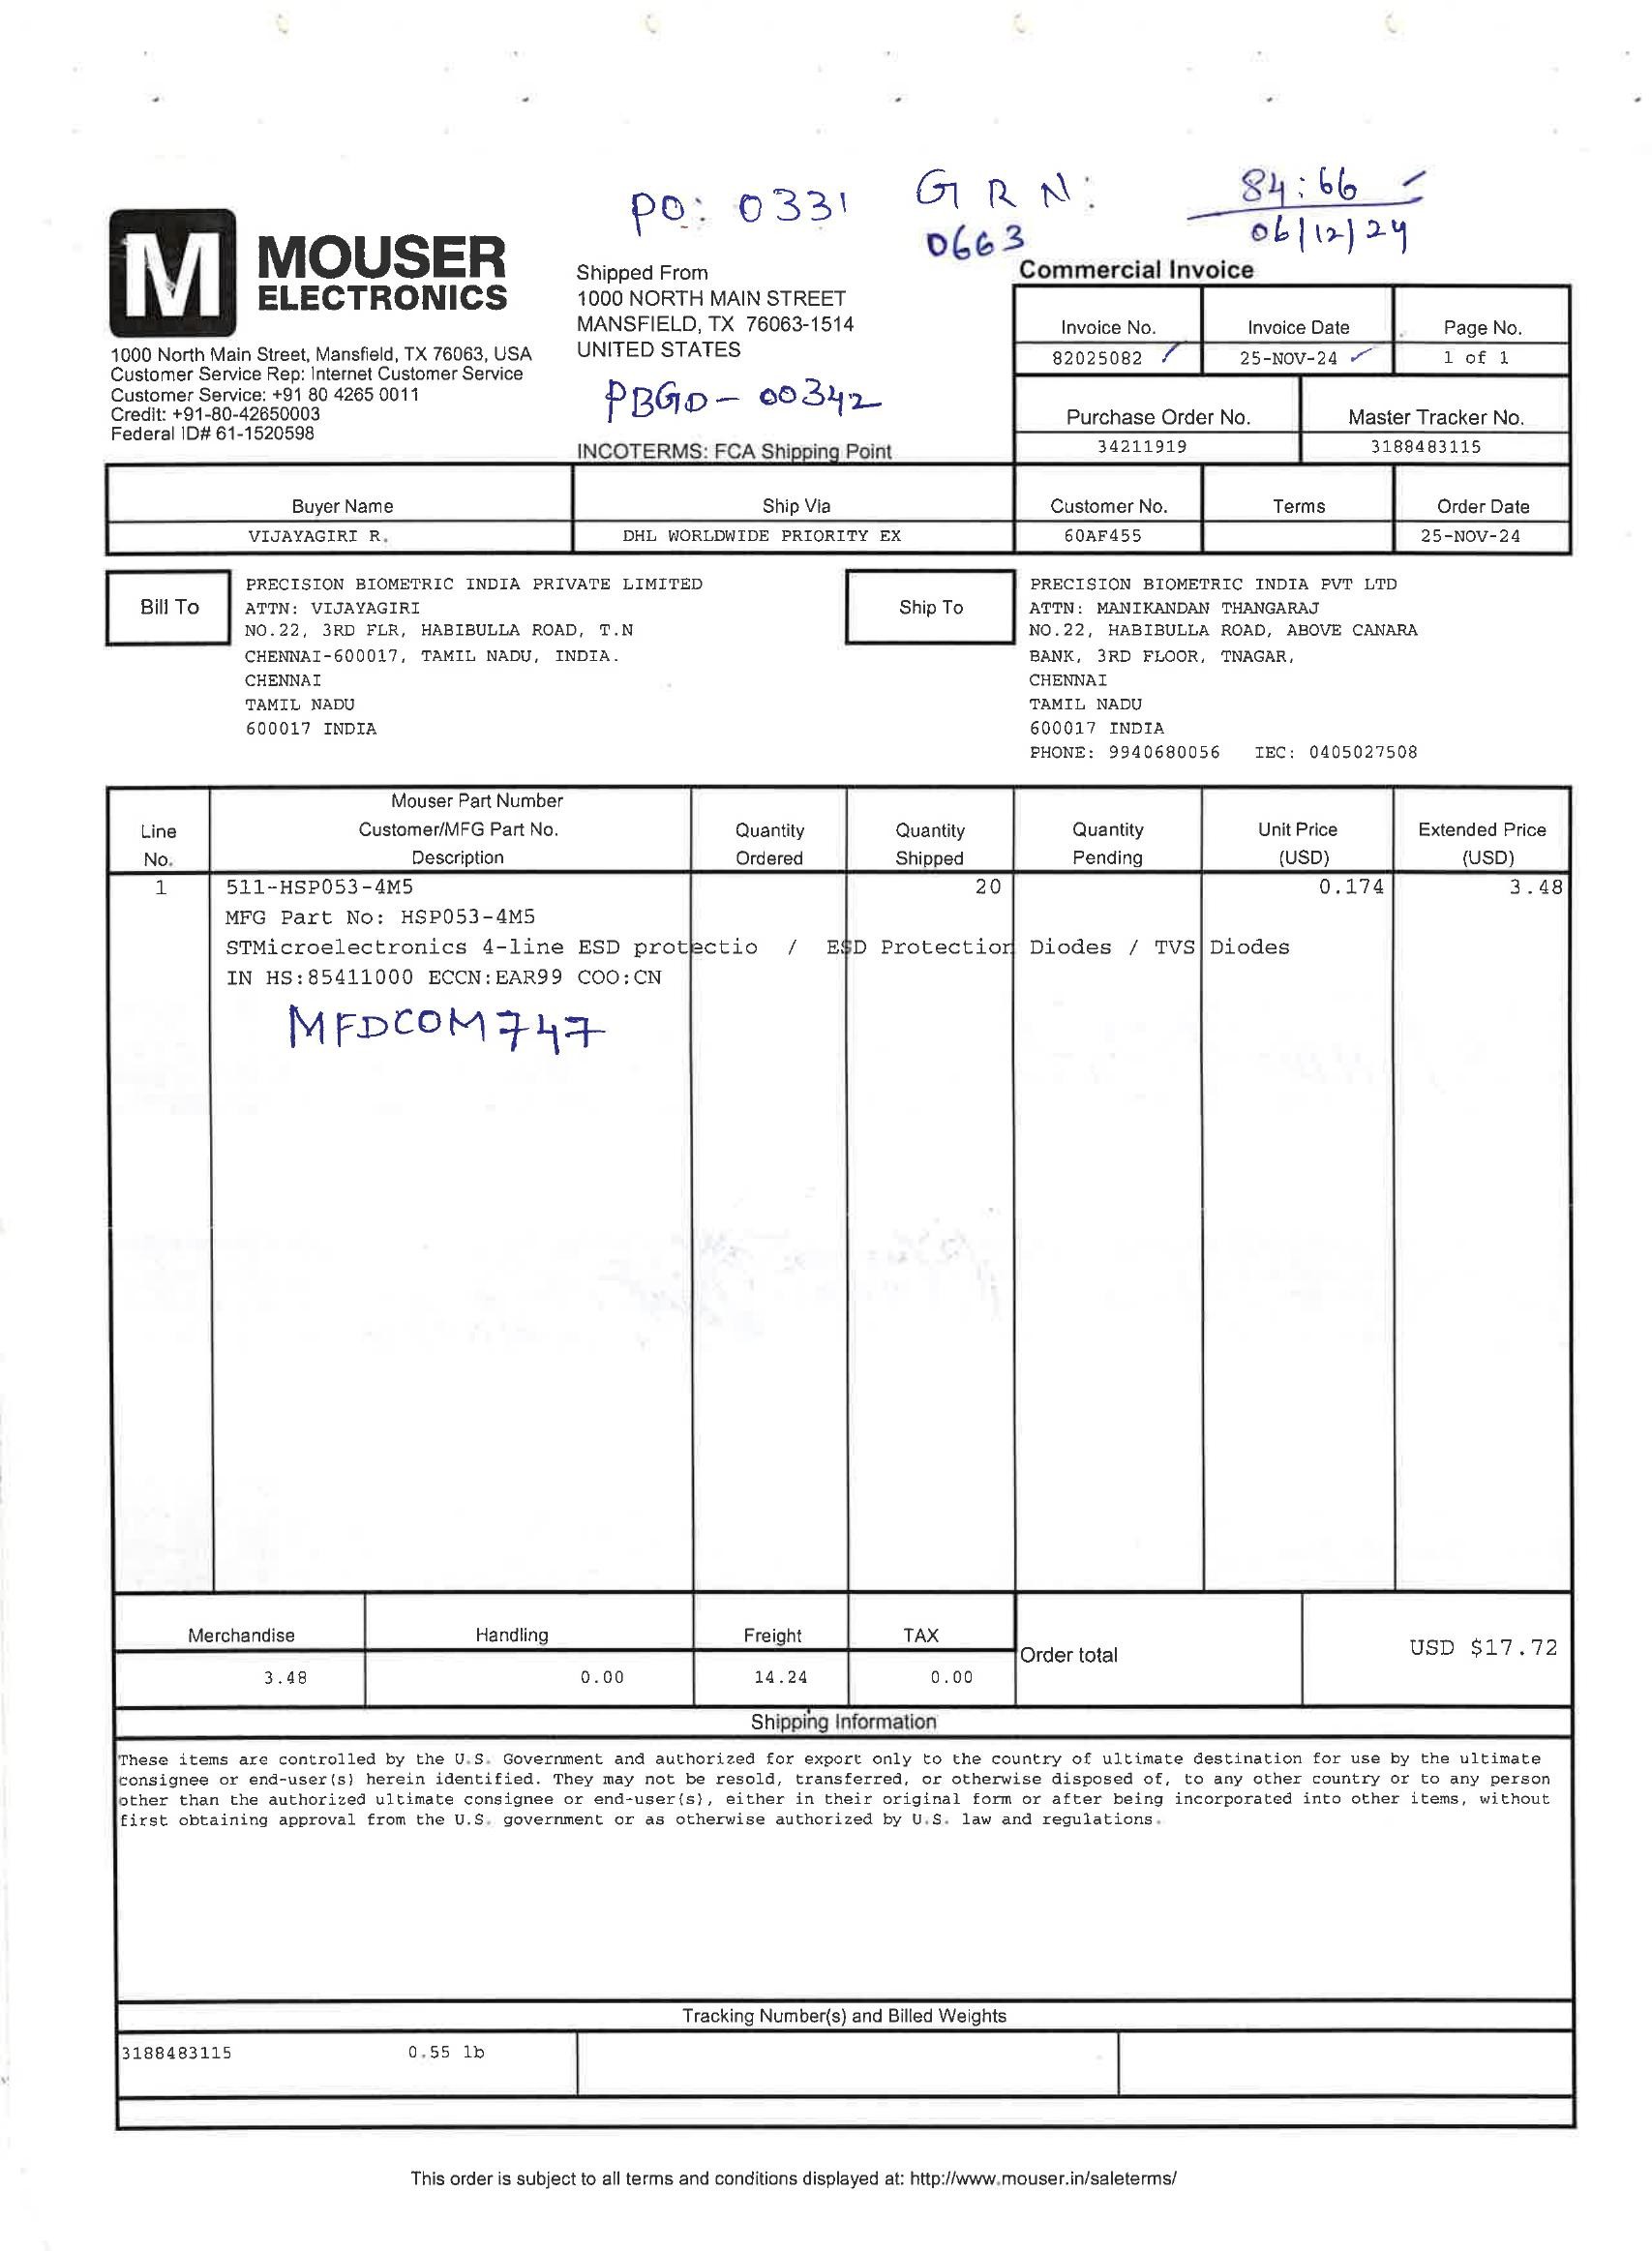 PO: 0331
GRN:
0663
84:66
06/12/24
M
MOUSER
ELECTRONICS
1000 North Main Street, Mansfield, TX 76063, USA
Customer Service Rep: Internet Customer Service
Customer Service: +91 80 4265 0011
Credit: +91-80-42650003
Federal ID# 61-1520598
Shipped From
1000 NORTH MAIN STREET
MANSFIELD, TX 76063-1514
UNITED STATES
PBGD-00342
INCOTERMS: FCA Shipping Point
Commercial Invoice
Invoice No. Invoice Date Page No.
82025082 25-NOV-24 1 of 1
Purchase Order No. Master Tracker No.
34211919 3188483115
Buyer Name Ship Via Customer No. Terms Order Date
VIJAYAGIRI R. DHL WORLDWIDE PRIORITY EX 60AF455 25-NOV-24
Bill To
PRECISION BIOMETRIC INDIA PRIVATE LIMITED
ATTN: VIJAYAGIRI
NO.22, 3RD FLR, HABIBULLA ROAD, T.N
CHENNAI-600017, TAMIL NADU, INDIA.
CHENNAI
TAMIL NADU
600017 INDIA
Ship To
PRECISION BIOMETRIC INDIA PVT LTD
ATTN: MANIKANDAN THANGARAJ
NO.22, HABIBULLA ROAD, ABOVE CANARA
BANK, 3RD FLOOR, TNAGAR,
CHENNAI
TAMIL NADU
600017 INDIA
PHONE: 9940680056 IEC: 0405027508
Line No. Mouser Part Number Customer/MFG Part No. Description Quantity Ordered Quantity Shipped Quantity Pending Unit Price (USD) Extended Price (USD)
1 511-HSP053-4M5 20 0.174 3.48
MFG Part No: HSP053-4M5
STMicroelectronics 4-line ESD protectio / ESD Protection Diodes / TVS Diodes
IN HS:85411000 ECCN:EAR99 COO:CN
MFDCOM747
Merchandise Handling Freight TAX
3.48 0.00 14.24 0.00
Order total USD $17.72
Shipping Information
These items are controlled by the U.S. Government and authorized for export only to the country of ultimate destination for use by the ultimate
consignee or end-user(s) herein identified. They may not be resold, transferred, or otherwise disposed of, to any other country or to any person
other than the authorized ultimate consignee or end-user(s), either in their original form or after being incorporated into other items, without
first obtaining approval from the U.S. government or as otherwise authorized by U.S. law and regulations.
Tracking Number(s) and Billed Weights
3188483115 0.55 lb
This order is subject to all terms and conditions displayed at: http://www.mouser.in/saleterms/